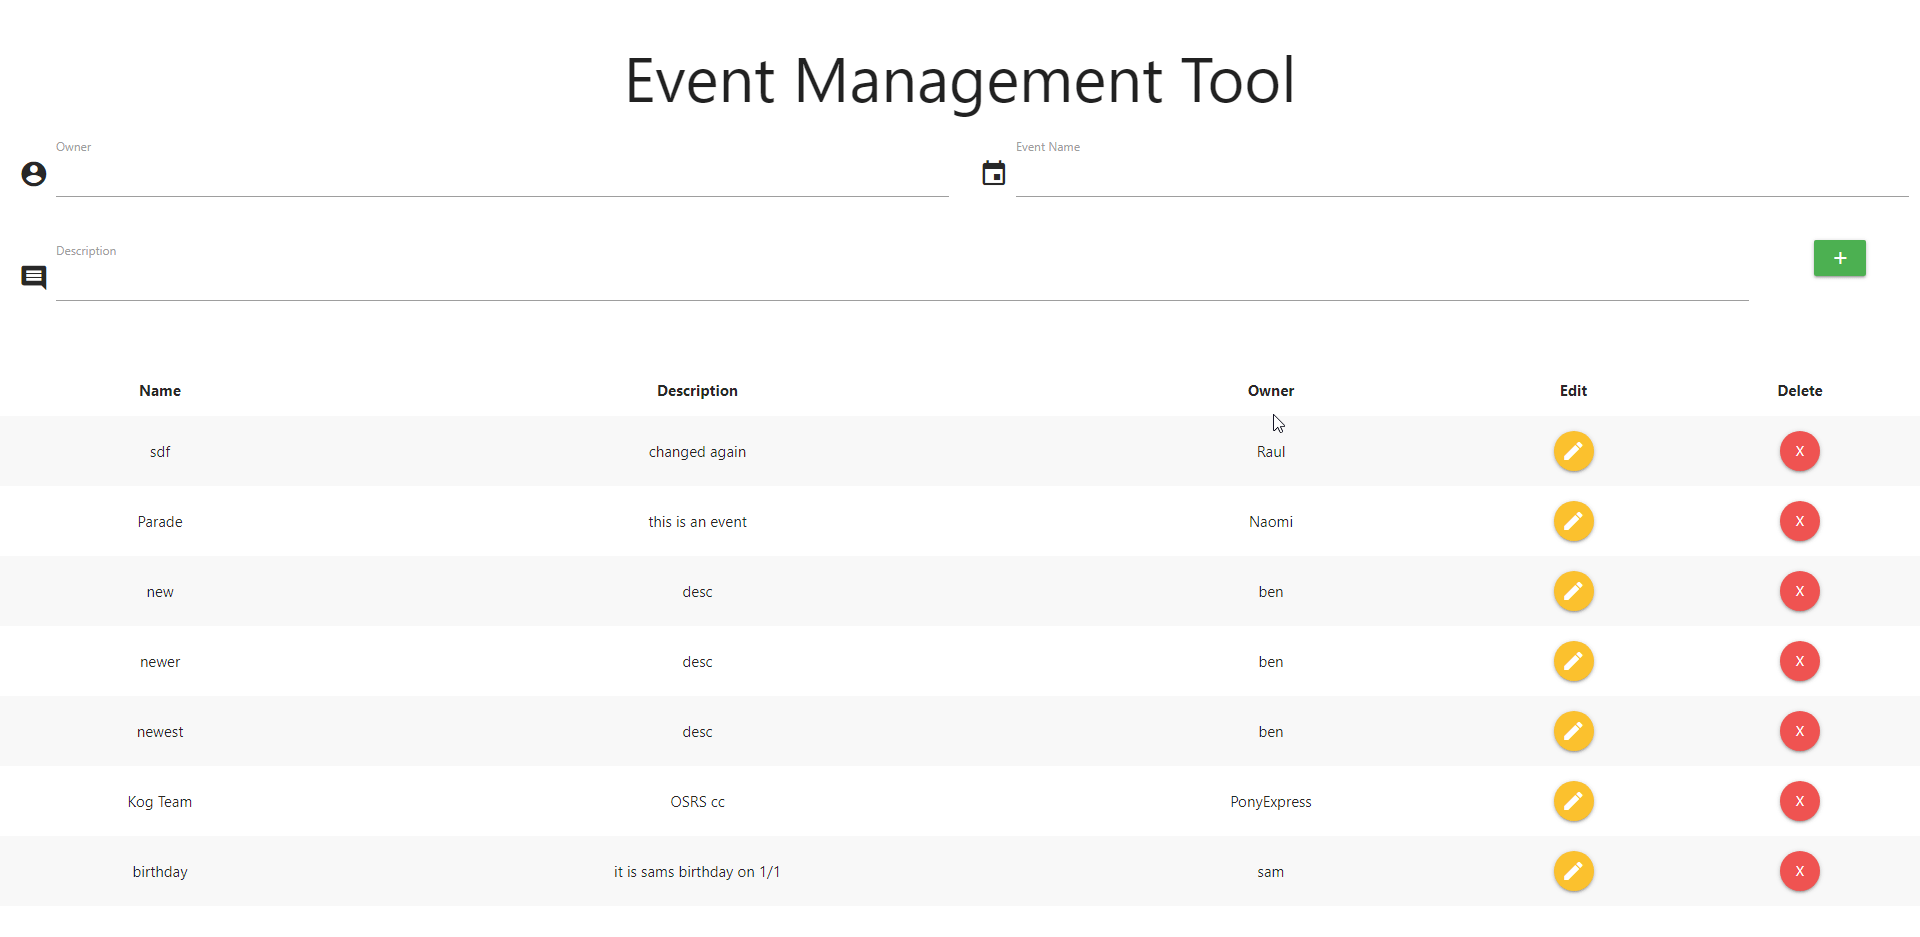 Event Management Tool
Owner
Event Name
Description
+
Name Description Owner Edit Delete
sdf changed again Raul X
Parade this is an event Naomi X
new desc ben X
newer desc ben X
newest desc ben X
Kog Team OSRS cc PonyExpress X
birthday it is sams birthday on 1/1 sam X